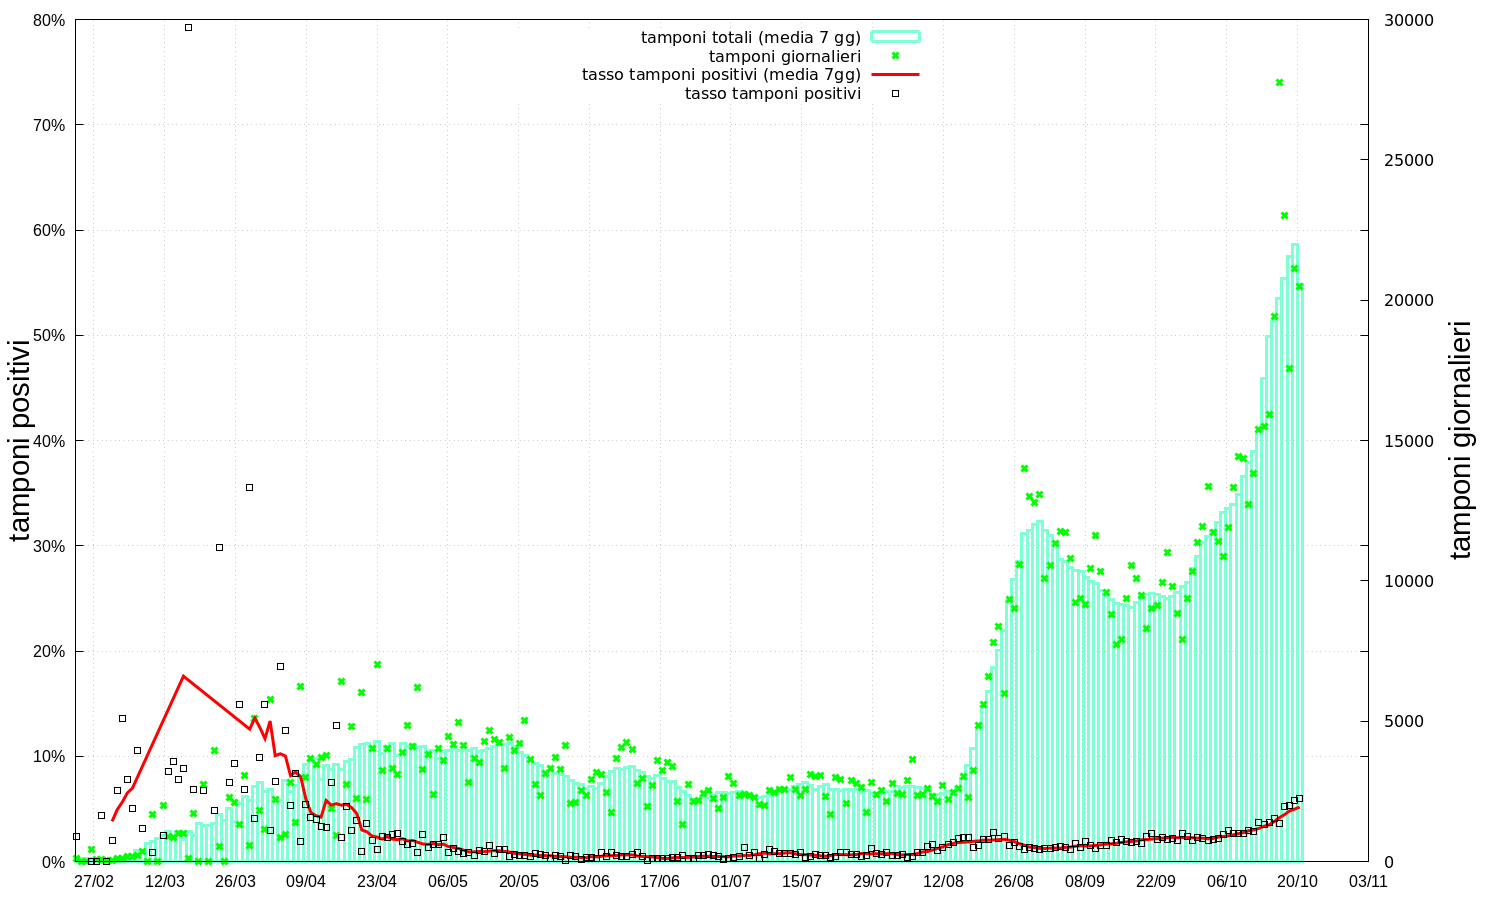 tamponi totali (media 7 gg)
tamponi giornalieri
tasso tamponi positivi (media 7gg)
tasso tamponi positivi
80%
70%
60%
50%
40%
30%
20%
10%
0%
tamponi positivi
30000
25000
20000
15000
10000
5000
0
tamponi giornalieri
27/02 12/03 26/03 09/04 23/04 06/05 20/05 03/06 17/06 01/07 15/07 29/07 12/08 26/08 08/09 22/09 06/10 20/10 03/11